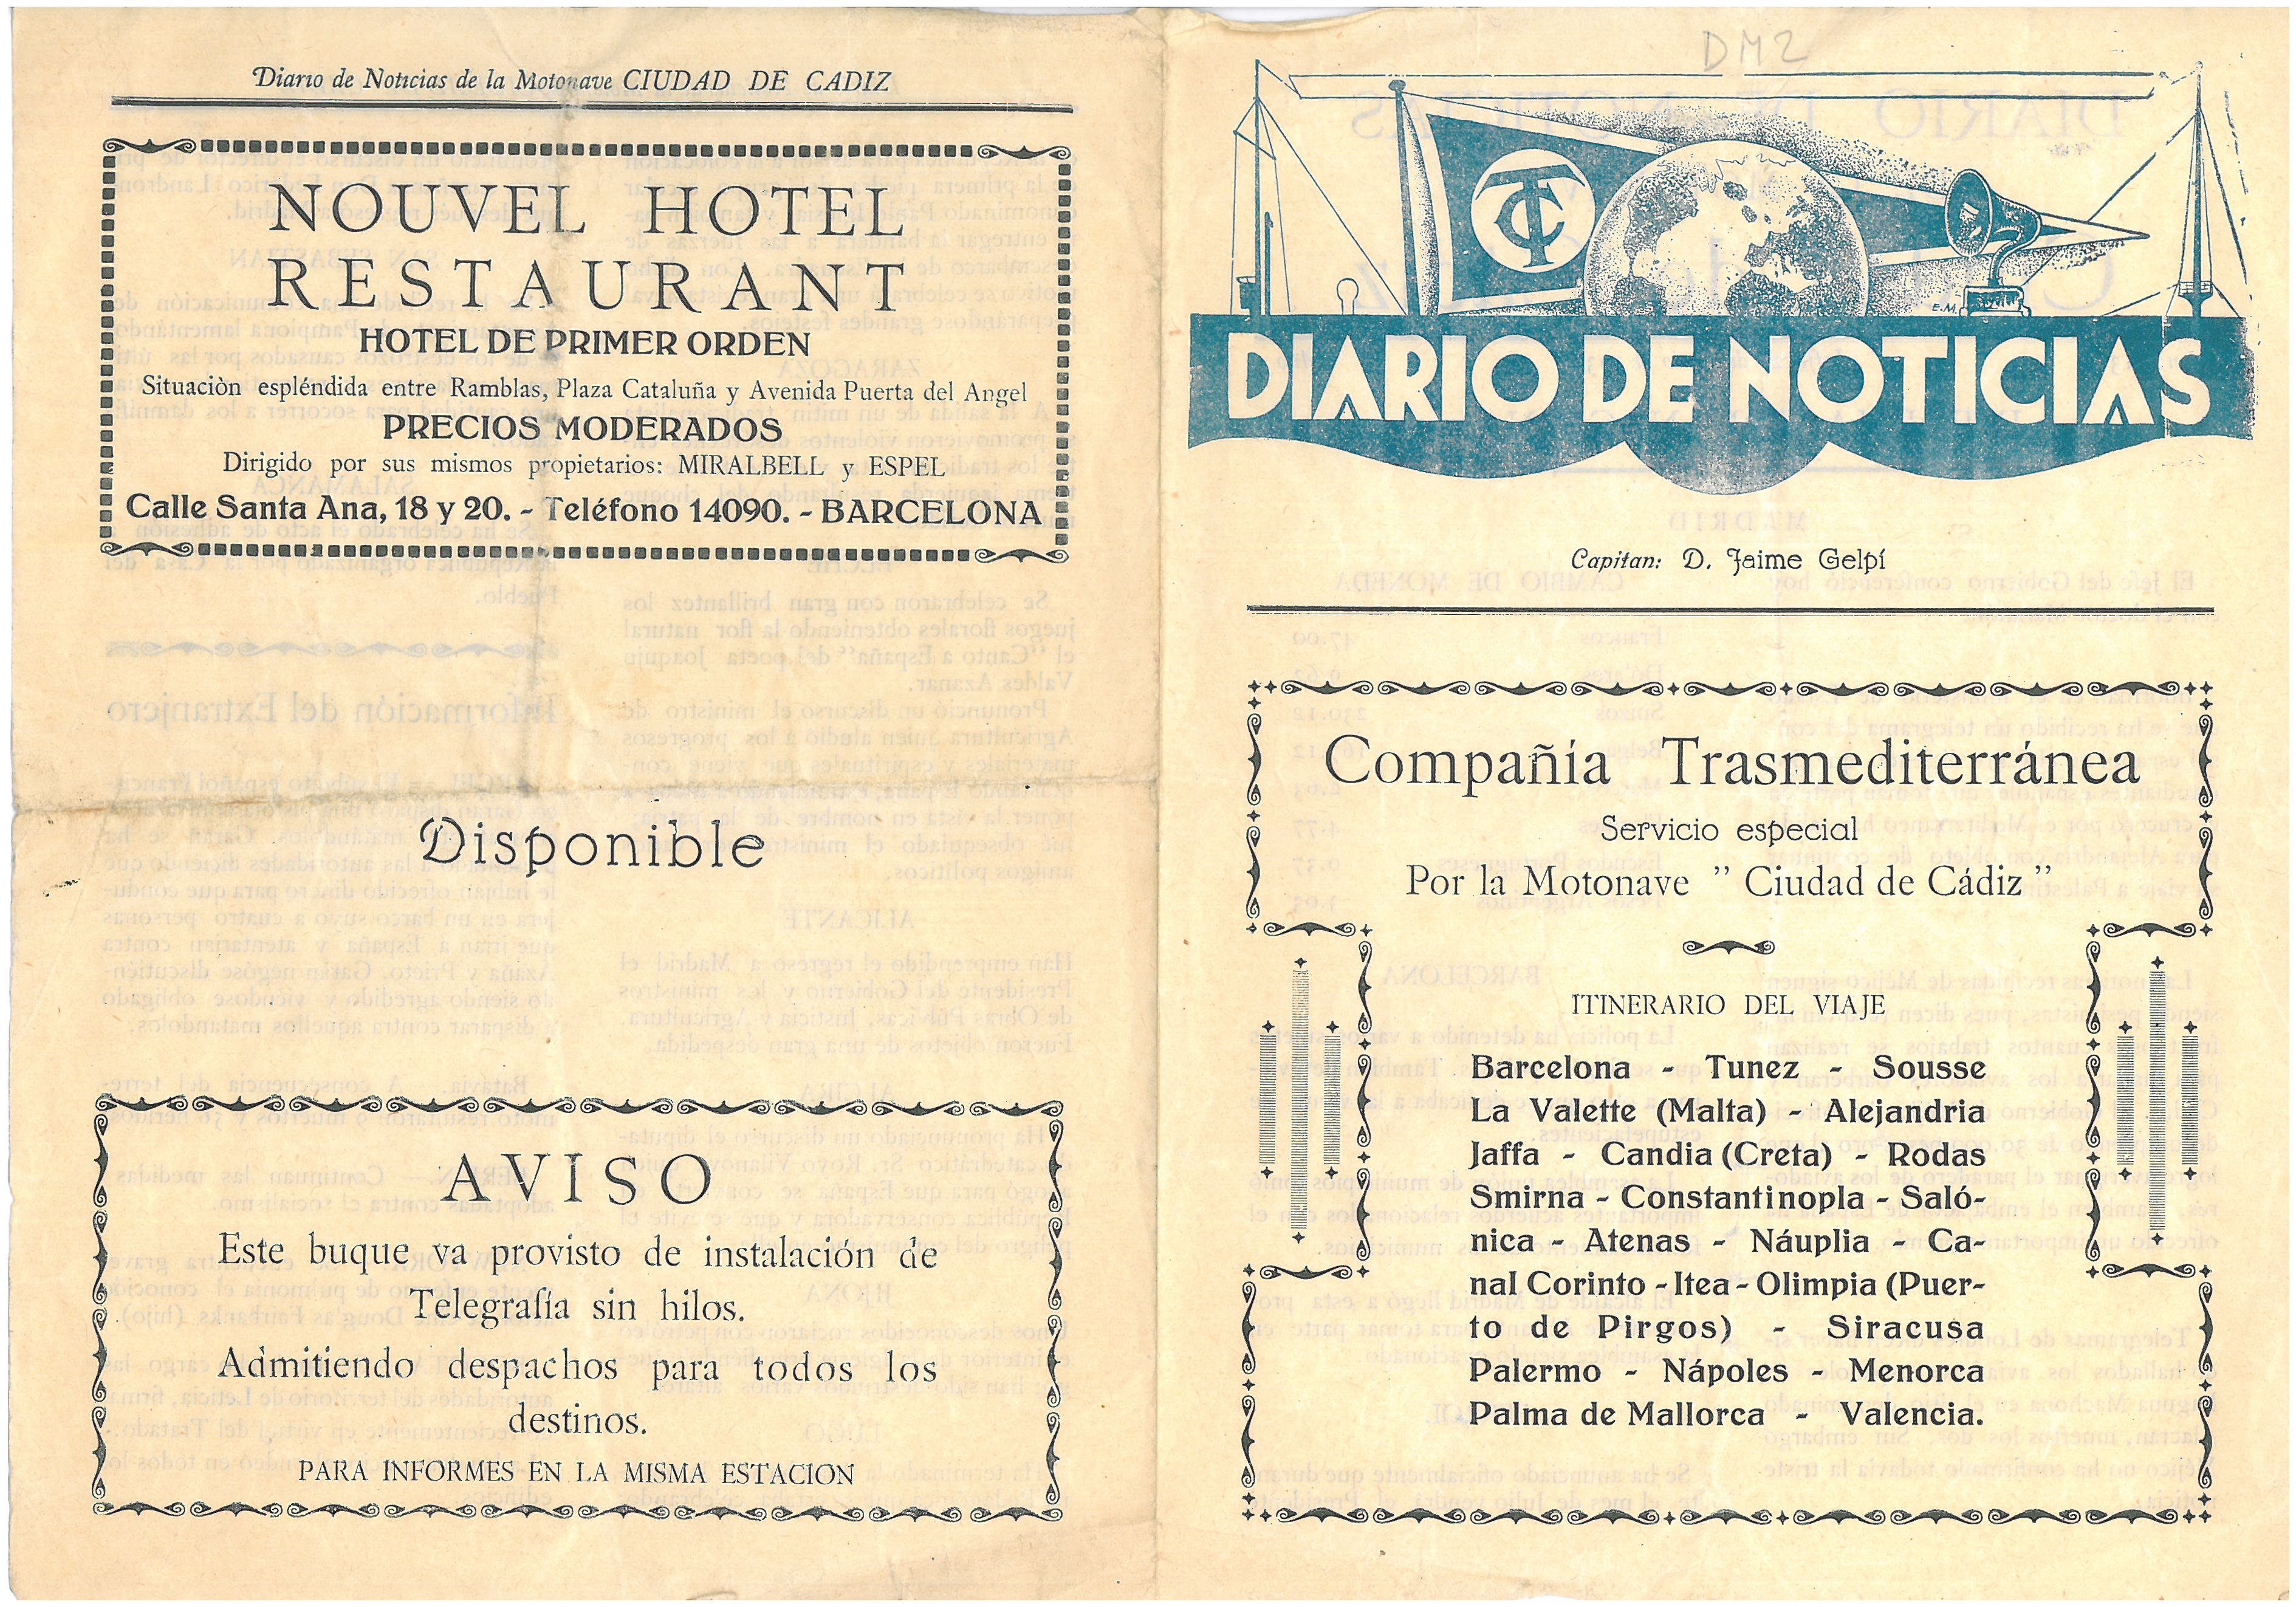 Diario de Noticias de la Motonave CIUDAD DE CADIZ
NOUVEL HOTEL
RESTAURANT
HOTEL DE PRIMER ORDEN
Situaciòn espléndida entre Ramblas, Plaza Cataluña y Avenida Puerta del Angel
PRECIOS MODERADOS
Dirigido por sus mismos propietarios: MIRALBELL y ESPEL
Calle Santa Ana, 18 y 20. - Teléfono 14090. - BARCELONA
Disponible
AVISO
Este buque va provisto de instalación de
Telegrafía sin hilos.
Admitiendo despachos para todos los
destinos.
PARA INFORMES EN LA MISMA ESTACION
DM2
TC
E.M.
DIARIO DE NOTICIAS
Capitan: D. Jaime Gelpí
Compañía Trasmediterránea
Servicio especial
Por la Motonave " Ciudad de Cádiz "
ITINERARIO DEL VIAJE
Barcelona - Tunez - Sousse
La Valette (Malta) - Alejandria
Jaffa - Candia (Creta) - Rodas
Smirna - Constantinopla - Saló-
nica - Atenas - Náuplia - Ca-
nal Corinto - Itea - Olimpia (Puer-
to de Pirgos) - Siracusa
Palermo - Nápoles - Menorca
Palma de Mallorca - Valencia.